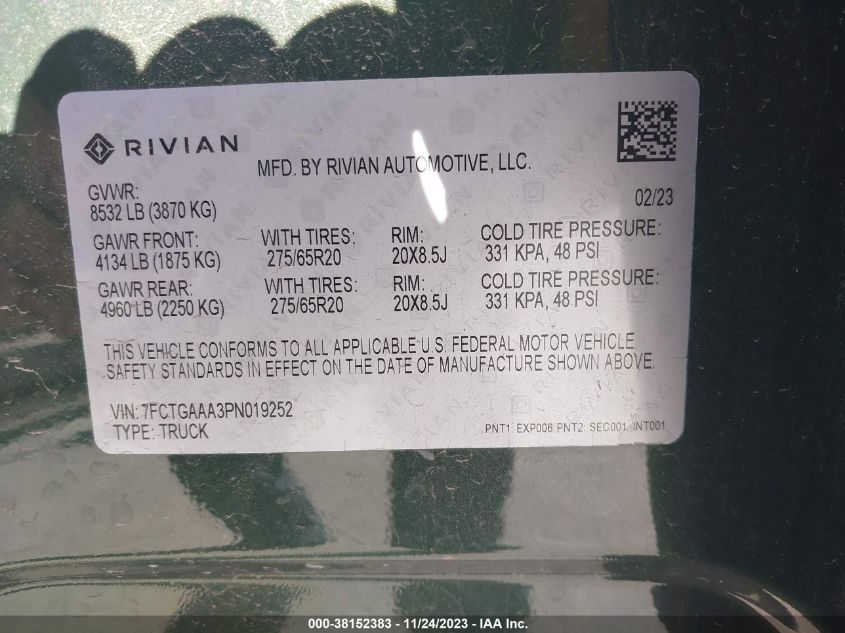 RIVIAN
MFD. BY RIVIAN AUTOMOTIVE, LLC.
GVWR:
8532 LB (3870 KG)
02/23
GAWR FRONT: WITH TIRES: RIM: COLD TIRE PRESSURE:
4134 LB (1875 KG) 275/65R20 20X8.5J 331 KPA, 48 PSI
GAWR REAR: WITH TIRES: RIM: COLD TIRE PRESSURE:
4960 LB (2250 KG) 275/65R20 20X8.5J 331 KPA, 48 PSI
THIS VEHICLE CONFORMS TO ALL APPLICABLE U.S. FEDERAL MOTOR VEHICLE
SAFETY STANDARDS IN EFFECT ON THE DATE OF MANUFACTURE SHOWN ABOVE.
VIN: 7FCTGAAA3PN019252
TYPE: TRUCK
PNT1: EXP006 PNT2: SEC001 INT001
000-38152383 - 11/24/2023 - IAA Inc.